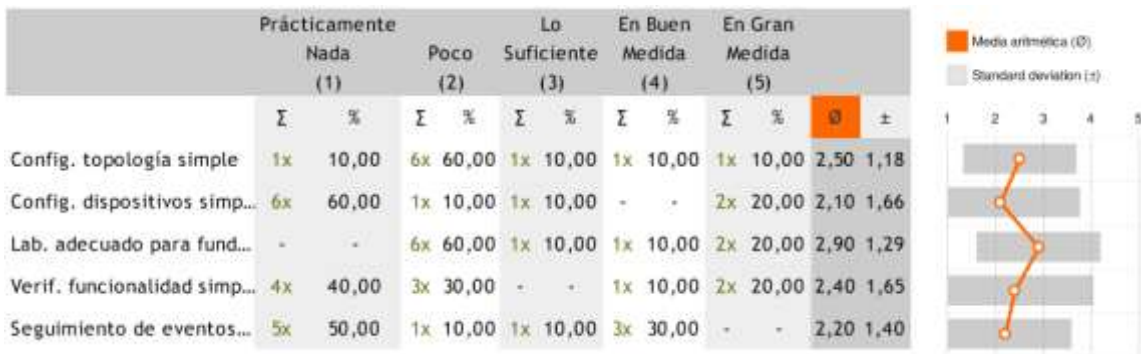 Prácticamente Nada (1) Poco (2) Lo Suficiente (3) En Buen Medida (4) En Gran Medida (5)
Σ % Σ % Σ % Σ % Σ % Ø ±
Config. topología simple 1x 10,00 6x 60,00 1x 10,00 1x 10,00 1x 10,00 2,50 1,18
Config. dispositivos simp... 6x 60,00 1x 10,00 1x 10,00 - - 2x 20,00 2,10 1,66
Lab. adecuado para fund... - - 6x 60,00 1x 10,00 1x 10,00 2x 20,00 2,90 1,29
Verif. funcionalidad simp... 4x 40,00 3x 30,00 - - 1x 10,00 2x 20,00 2,40 1,65
Seguimiento de eventos... 5x 50,00 1x 10,00 1x 10,00 3x 30,00 - - 2,20 1,40
Media aritmética (Ø)
Standard deviation (±)
1 2 3 4 5